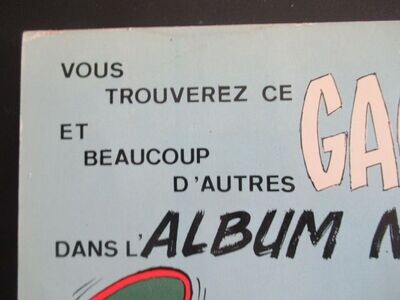 VOUS
TROUVEREZ CE
ET
BEAUCOUP
D'AUTRES
DANS L'ALBUM